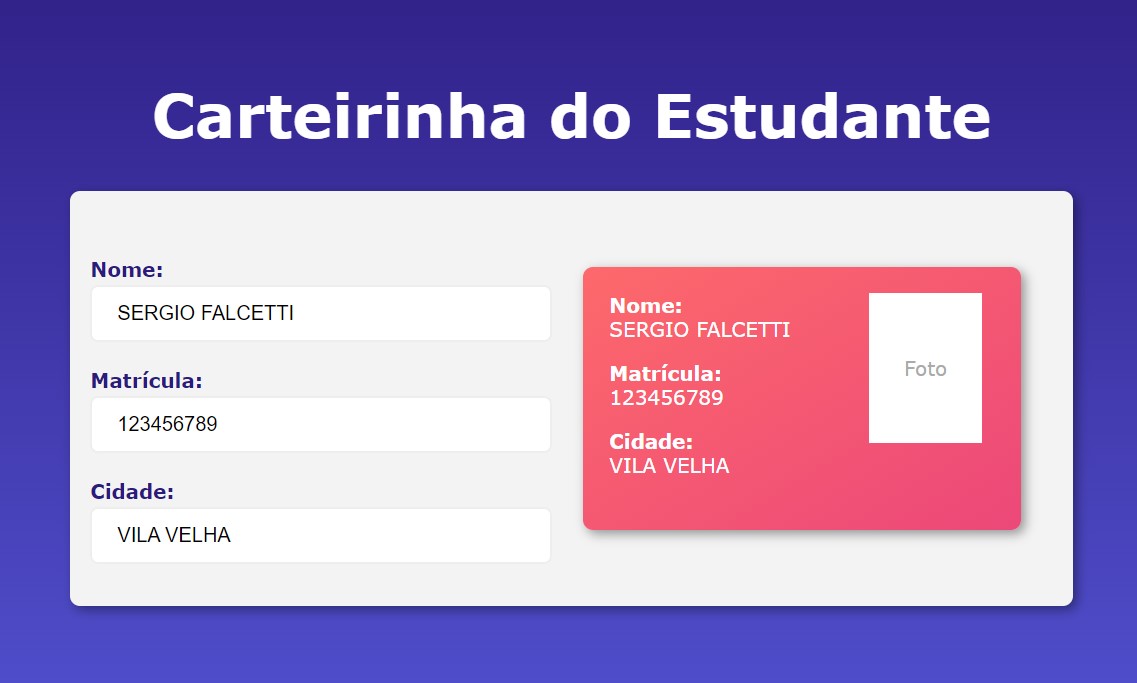 Carteirinha do Estudante
Nome:
SERGIO FALCETTI
Matrícula:
123456789
Cidade:
VILA VELHA
Nome:
SERGIO FALCETTI
Matrícula:
123456789
Cidade:
VILA VELHA
Foto